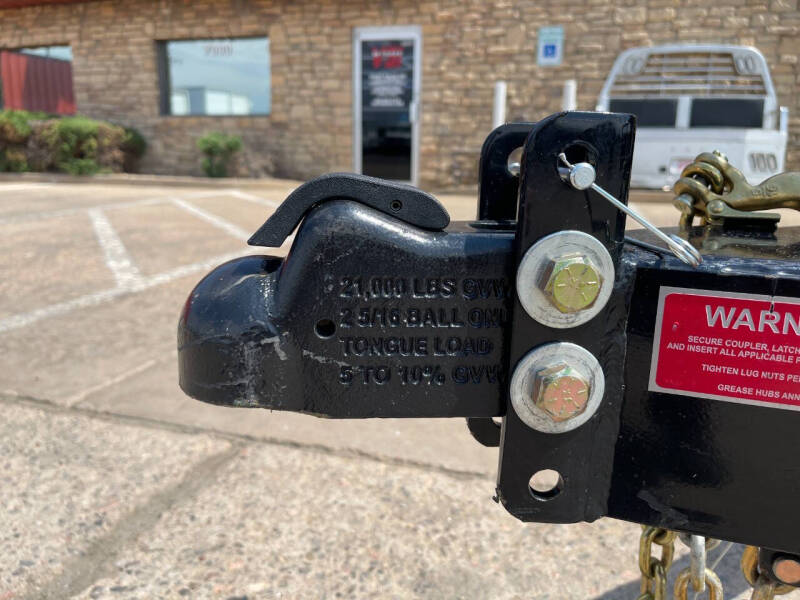 21,000 LBS GVW
2 5/16 BALL ONL
TONGUE LOAD
5 TO 10% GVW
WARN
SECURE COUPLER, LATCH
AND INSERT ALL APPLICABLE
TIGHTEN LUG NUTS PE
GREASE HUBS ANN
100